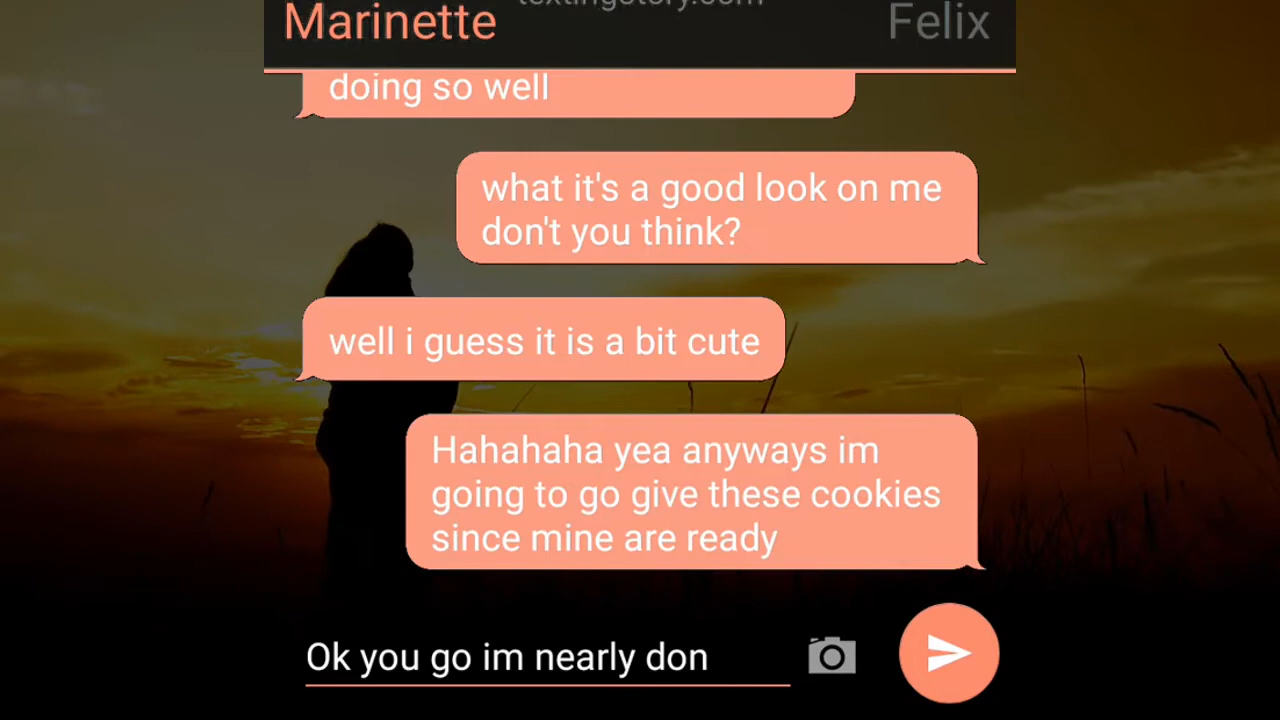 textingstory.com
Marinette
Felix
doing so well
what it's a good look on me
don't you think?
well i guess it is a bit cute
Hahahaha yea anyways im
going to go give these cookies
since mine are ready
Ok you go im nearly don